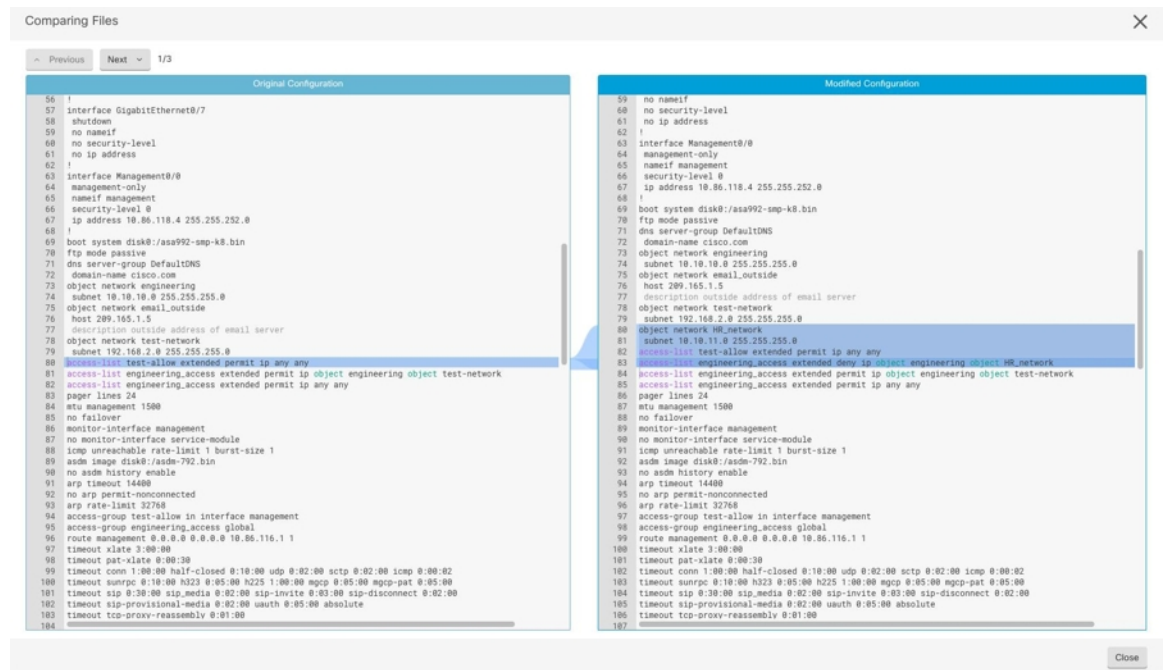 Comparing Files
Previous Next 1/3
Original Configuration
56 !
57 interface GigabitEthernet0/7
58 shutdown
59 no nameif
60 no security-level
61 no ip address
62 !
63 interface Management0/0
64 management-only
65 nameif management
66 security-level 0
67 ip address 10.86.118.4 255.255.252.0
68 !
69 boot system disk0:/asa992-smp-k8.bin
70 ftp mode passive
71 dns server-group DefaultDNS
72 domain-name cisco.com
73 object network engineering
74 subnet 10.10.10.0 255.255.255.0
75 object network email_outside
76 host 209.165.1.5
77 description outside address of email server
78 object network test-network
79 subnet 192.168.2.0 255.255.255.0
80 access-list test-allow extended permit ip any any
81 access-list engineering_access extended permit ip object engineering object test-network
82 access-list engineering_access extended permit ip any any
83 pager lines 24
84 mtu management 1500
85 no failover
86 monitor-interface management
87 no monitor-interface service-module
88 icmp unreachable rate-limit 1 burst-size 1
89 asdm image disk0:/asdm-792.bin
90 no asdm history enable
91 arp timeout 14400
92 no arp permit-nonconnected
93 arp rate-limit 32768
94 access-group test-allow in interface management
95 access-group engineering_access global
96 route management 0.0.0.0 0.0.0.0 10.86.116.1 1
97 timeout xlate 3:00:00
98 timeout pat-xlate 0:00:30
99 timeout conn 1:00:00 half-closed 0:10:00 udp 0:02:00 sctp 0:02:00 icmp 0:00:02
100 timeout sunrpc 0:10:00 h323 0:05:00 h225 1:00:00 mgcp 0:05:00 mgcp-pat 0:05:00
101 timeout sip 0:30:00 sip_media 0:02:00 sip-invite 0:03:00 sip-disconnect 0:02:00
102 timeout sip-provisional-media 0:02:00 uauth 0:05:00 absolute
103 timeout tcp-proxy-reassembly 0:01:00
104
Modified Configuration
59 no nameif
60 no security-level
61 no ip address
62 !
63 interface Management0/0
64 management-only
65 nameif management
66 security-level 0
67 ip address 10.86.118.4 255.255.252.0
68 !
69 boot system disk0:/asa992-smp-k8.bin
70 ftp mode passive
71 dns server-group DefaultDNS
72 domain-name cisco.com
73 object network engineering
74 subnet 10.10.10.0 255.255.255.0
75 object network email_outside
76 host 209.165.1.5
77 description outside address of email server
78 object network test-network
79 subnet 192.168.2.0 255.255.255.0
80 object network HR_network
81 subnet 10.10.11.0 255.255.255.0
82 access-list test-allow extended permit ip any any
83 access-list engineering_access extended deny ip object engineering object HR_network
84 access-list engineering_access extended permit ip object engineering object test-network
85 access-list engineering_access extended permit ip any any
86 pager lines 24
87 mtu management 1500
88 no failover
89 monitor-interface management
90 no monitor-interface service-module
91 icmp unreachable rate-limit 1 burst-size 1
92 asdm image disk0:/asdm-792.bin
93 no asdm history enable
94 arp timeout 14400
95 no arp permit-nonconnected
96 arp rate-limit 32768
97 access-group test-allow in interface management
98 access-group engineering_access global
99 route management 0.0.0.0 0.0.0.0 10.86.116.1 1
100 timeout xlate 3:00:00
101 timeout pat-xlate 0:00:30
102 timeout conn 1:00:00 half-closed 0:10:00 udp 0:02:00 sctp 0:02:00 icmp 0:00:02
103 timeout sunrpc 0:10:00 h323 0:05:00 h225 1:00:00 mgcp 0:05:00 mgcp-pat 0:05:00
104 timeout sip 0:30:00 sip_media 0:02:00 sip-invite 0:03:00 sip-disconnect 0:02:00
105 timeout sip-provisional-media 0:02:00 uauth 0:05:00 absolute
106 timeout tcp-proxy-reassembly 0:01:00
107
Close